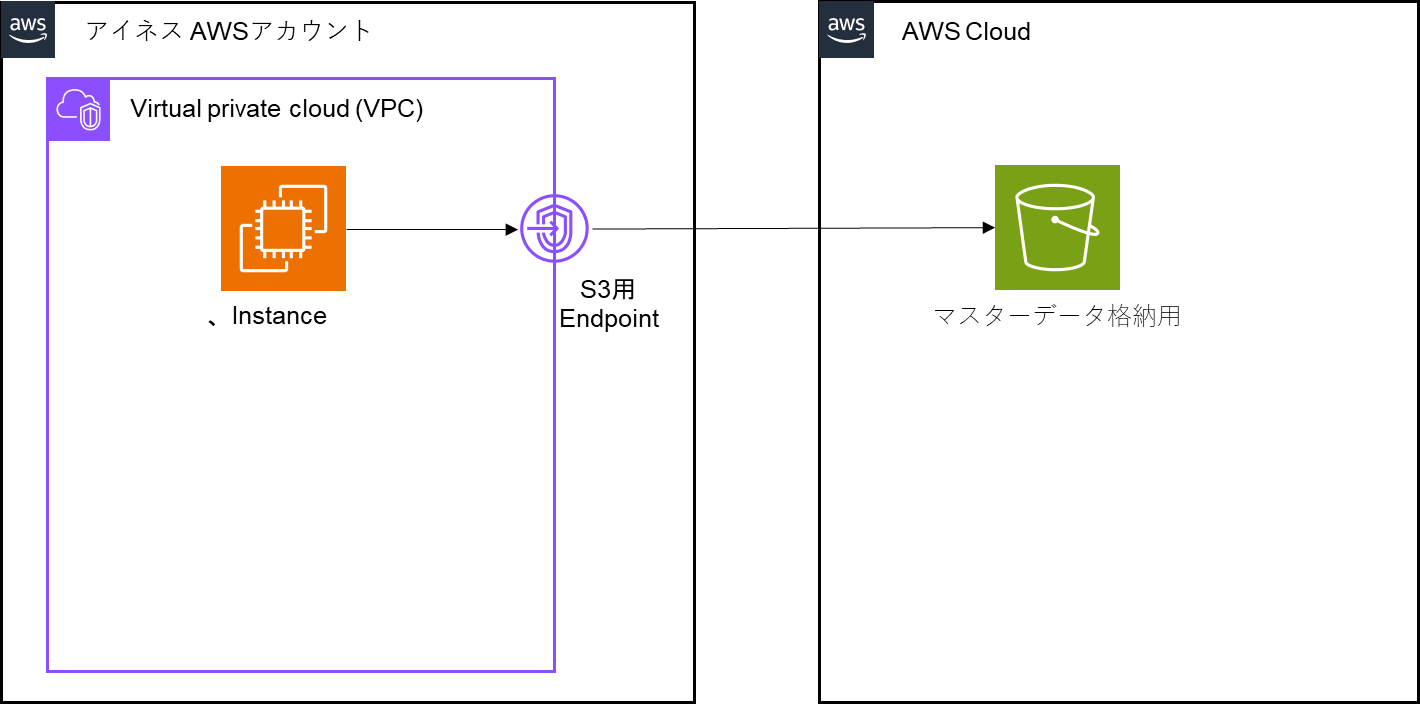 aws
アイネス AWSアカウント
Virtual private cloud (VPC)
、Instance
S3用
Endpoint
aws
AWS Cloud
マスターデータ格納用